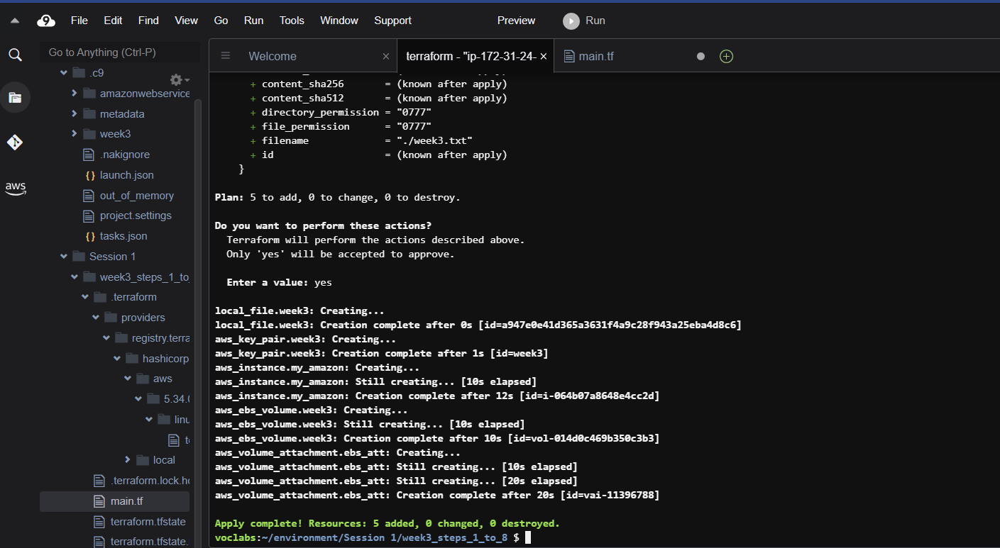 File Edit Find View Go Run Tools Window Support Preview Run
Go to Anything (Ctrl-P)
Welcome
terraform - "ip-172-31-24-
main.tf
.c9
amazonwebservice
metadata
week3
.nakignore
launch.json
out_of_memory
project.settings
tasks.json
Session 1
week3_steps_1_to_
.terraform
providers
registry.terra
hashicorp
aws
5.34.0
linu
te
local
.terraform.lock.hc
main.tf
terraform.tfstate
terraform.tfstate.
aws
+ content_sha256 = (known after apply)
+ content_sha512 = (known after apply)
+ directory_permission = "0777"
+ file_permission = "0777"
+ filename = "./week3.txt"
+ id = (known after apply)
}
Plan: 5 to add, 0 to change, 0 to destroy.
Do you want to perform these actions?
Terraform will perform the actions described above.
Only 'yes' will be accepted to approve.
Enter a value: yes
local_file.week3: Creating...
local_file.week3: Creation complete after 0s [id=a947e0e41d365a3631f4a9c28f943a25eba4d8c6]
aws_key_pair.week3: Creating...
aws_key_pair.week3: Creation complete after 1s [id=week3]
aws_instance.my_amazon: Creating...
aws_instance.my_amazon: Still creating... [10s elapsed]
aws_instance.my_amazon: Creation complete after 12s [id=i-064b07a8648e4cc2d]
aws_ebs_volume.week3: Creating...
aws_ebs_volume.week3: Still creating... [10s elapsed]
aws_ebs_volume.week3: Creation complete after 10s [id=vol-014d0c469b350c3b3]
aws_volume_attachment.ebs_att: Creating...
aws_volume_attachment.ebs_att: Still creating... [10s elapsed]
aws_volume_attachment.ebs_att: Still creating... [20s elapsed]
aws_volume_attachment.ebs_att: Creation complete after 20s [id=vai-11396788]
Apply complete! Resources: 5 added, 0 changed, 0 destroyed.
voclabs:~/environment/Session 1/week3_steps_1_to_8 $